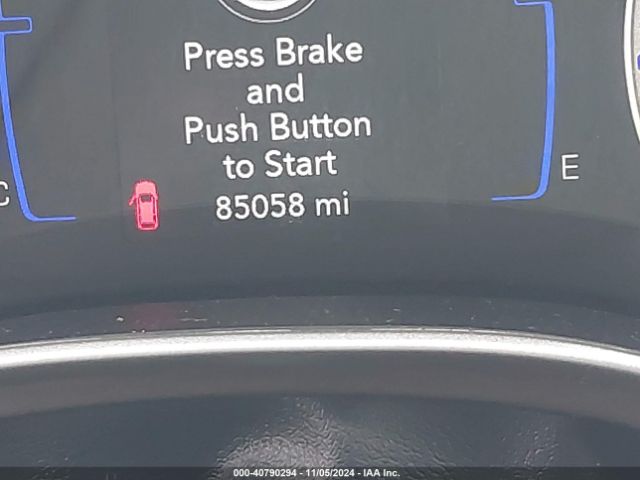 Press Brake
and
Push Button
to Start
85058 mi
C
E
000-40790294 - 11/05/2024 - IAA Inc.